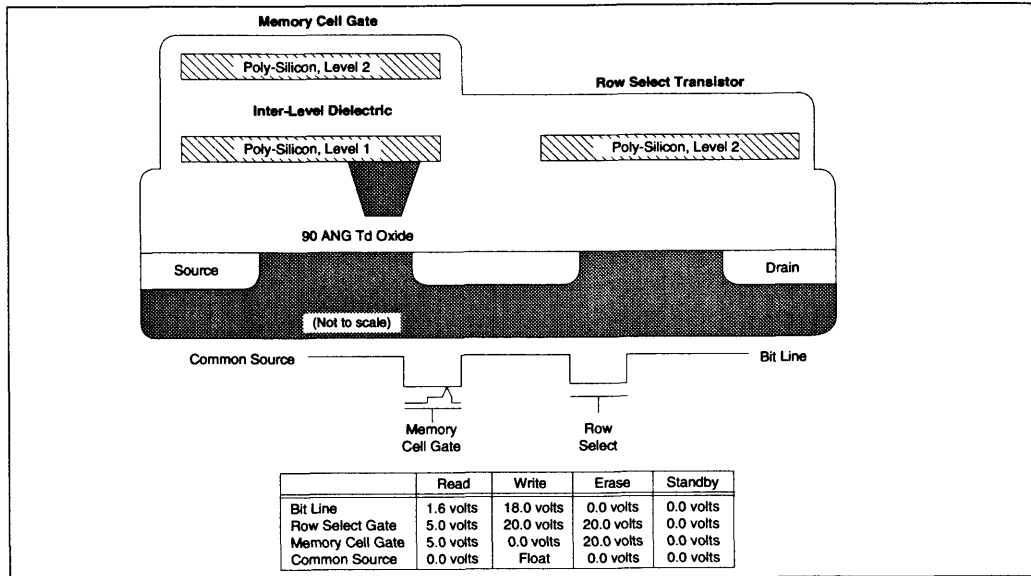 Memory Cell Gate
Poly-Silicon, Level 2
Row Select Transistor
Inter-Level Dielectric
Poly-Silicon, Level 1
Poly-Silicon, Level 2
90 ANG Td Oxide
Source
Drain
(Not to scale)
Common Source
Bit Line
Memory
Cell Gate
Row
Select
Read Write Erase Standby
Bit Line 1.6 volts 18.0 volts 0.0 volts 0.0 volts
Row Select Gate 5.0 volts 20.0 volts 20.0 volts 0.0 volts
Memory Cell Gate 5.0 volts 0.0 volts 20.0 volts 0.0 volts
Common Source 0.0 volts Float 0.0 volts 0.0 volts